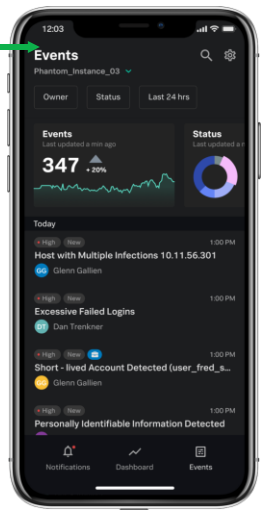 12:03
Events
Phantom_Instance_03
Owner Status Last 24 hrs
Events Status
Last updated a min ago Last updated a
347 + 20%
Today
High New 1:00 PM
Host with Multiple Infections 10.11.56.301
GG Glenn Gallien
High New 1:00 PM
Excessive Failed Logins
DT Dan Trenkner
High New 1:00 PM
Short - lived Account Detected (user_fred_s...
GG Glenn Gallien
High New 1:00 PM
Personally Identifiable Information Detected
Notifications Dashboard Events